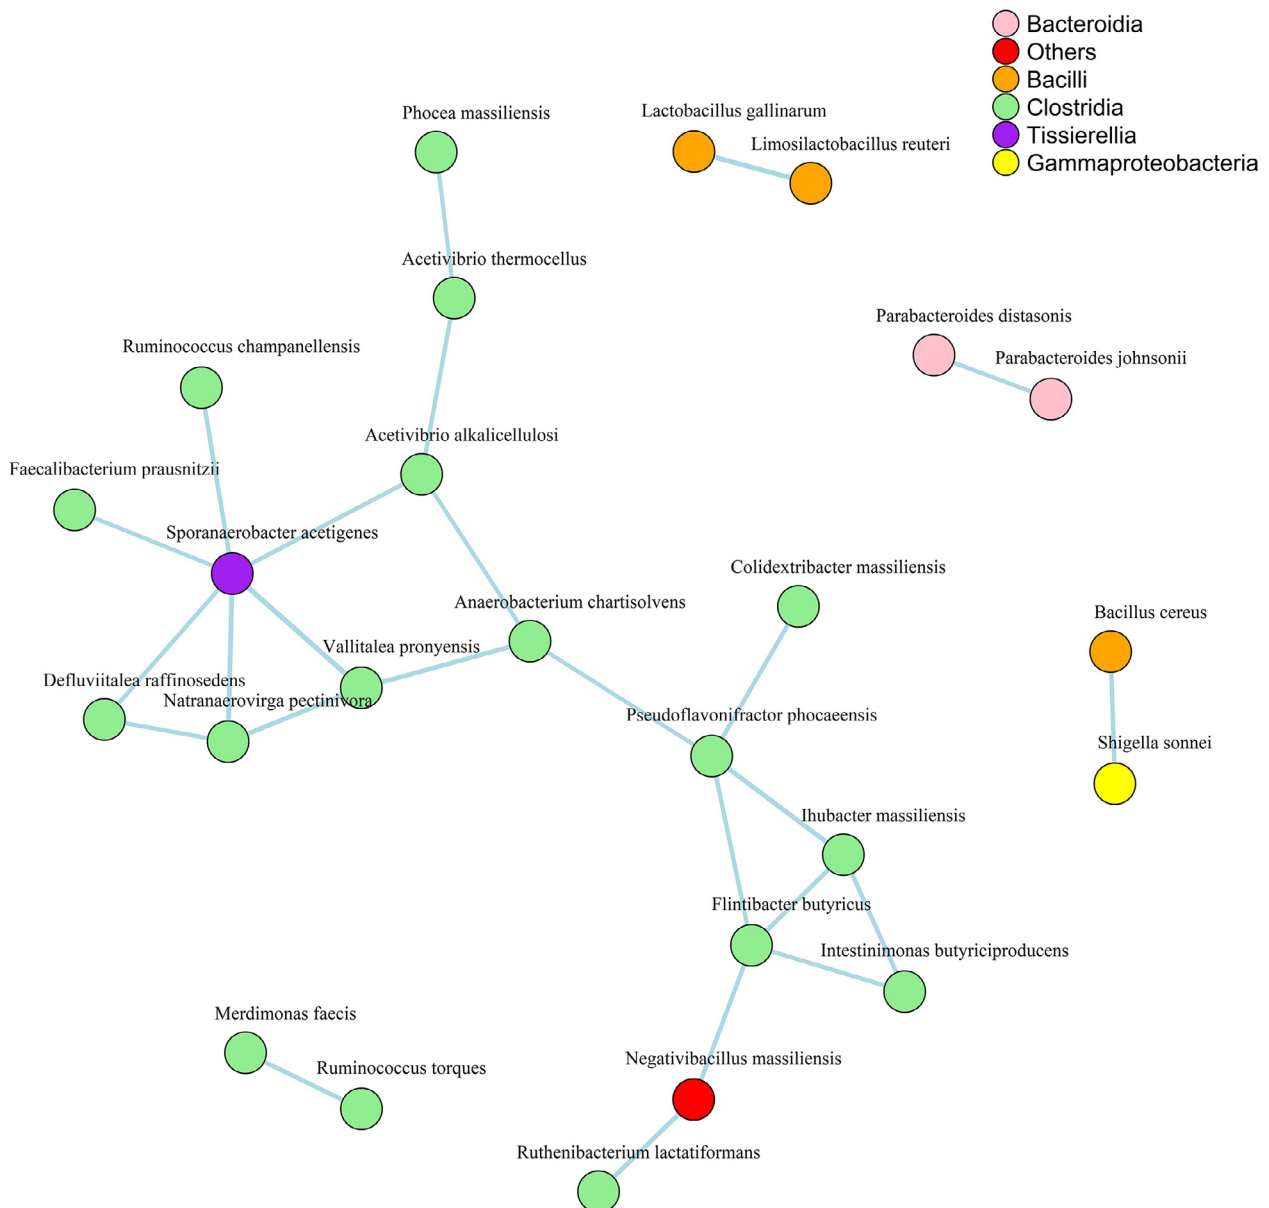 Bacteroidia
Others
Bacilli
Clostridia
Tissierellia
Gammaproteobacteria
Phocea massiliensis
Lactobacillus gallinarum
Limosilactobacillus reuteri
Acetivibrio thermocellus
Parabacteroides distasonis
Ruminococcus champanellensis
Parabacteroides johnsonii
Acetivibrio alkalicellulosi
Faecalibacterium prausnitzii
Sporanaerobacter acetigenes
Colidextribacter massiliensis
Anaerobacterium chartisolvens
Bacillus cereus
Vallitalea pronyensis
Defluviitalea raffinosedens
Natranaerovirga pectinivora
Pseudoflavonifractor phocaeensis
Shigella sonnei
Ihubacter massiliensis
Flintibacter butyricus
Intestinimonas butyriciproducens
Merdimonas faecis
Negativibacillus massiliensis
Ruminococcus torques
Ruthenibacterium lactatiformans